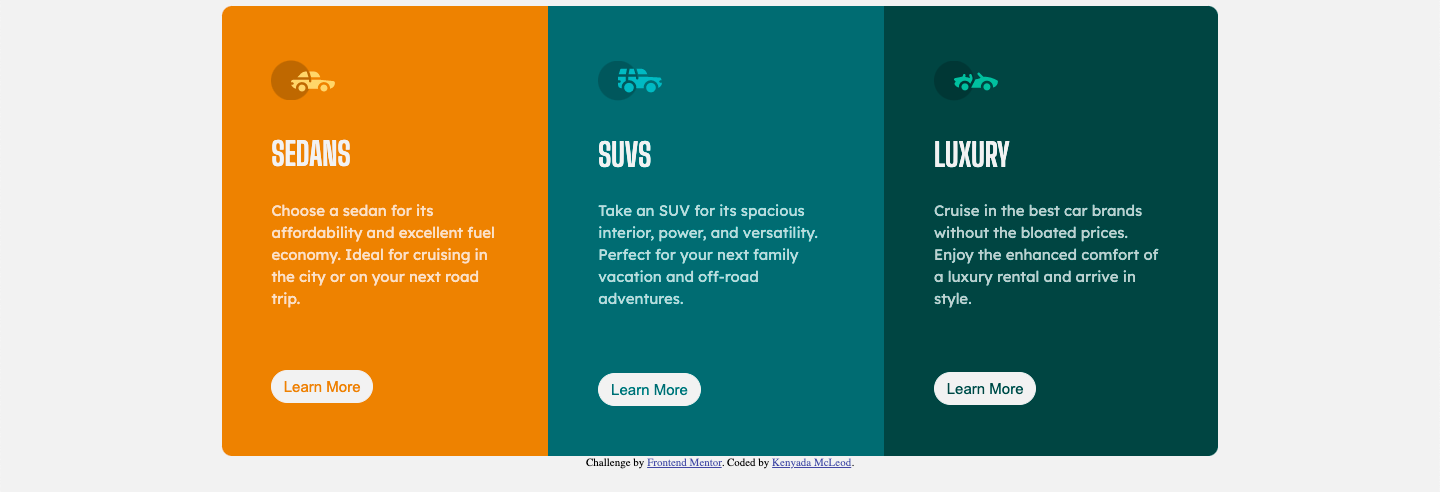 SEDANS
Choose a sedan for its
affordability and excellent fuel
economy. Ideal for cruising in
the city or on your next road
trip.
Learn More
SUVS
Take an SUV for its spacious
interior, power, and versatility.
Perfect for your next family
vacation and off-road
adventures.
Learn More
LUXURY
Cruise in the best car brands
without the bloated prices.
Enjoy the enhanced comfort of
a luxury rental and arrive in
style.
Learn More
Challenge by Frontend Mentor. Coded by Kenyada McLeod.